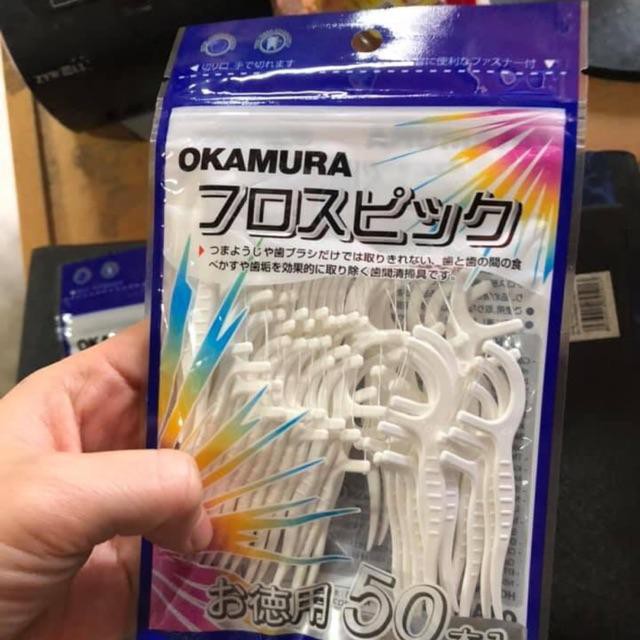 切り口 手で切れます
に便利なファスナー付
OKAMURA
フロスピック
つまようじや歯ブラシだけでは取りきれない、歯と歯の間の食
べかすや歯垢を効果的に取り除く歯間清掃具です。
お徳用50本入